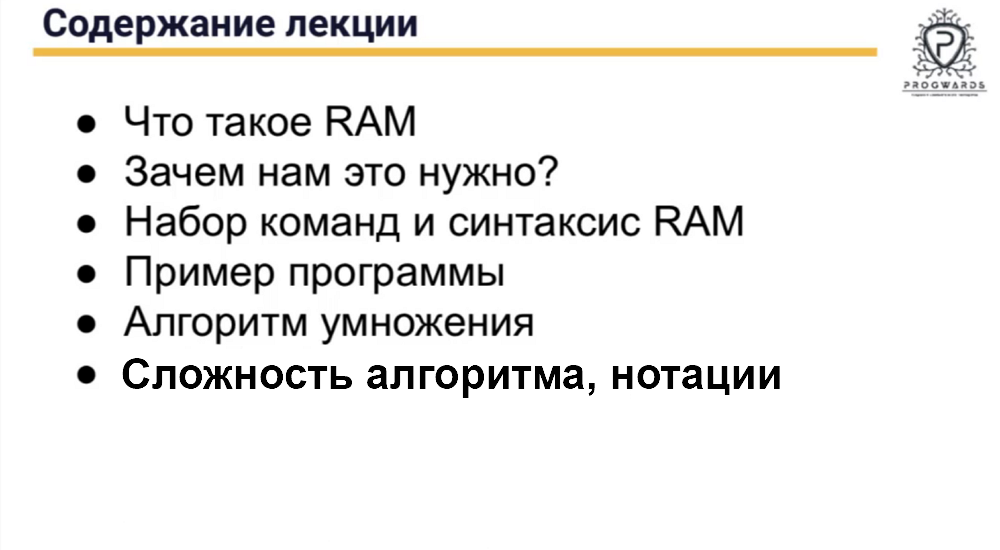 Содержание лекции
PROGWARDS
● Что такое RAM
● Зачем нам это нужно?
● Набор команд и синтаксис RAM
● Пример программы
● Алгоритм умножения
● Сложность алгоритма, нотации